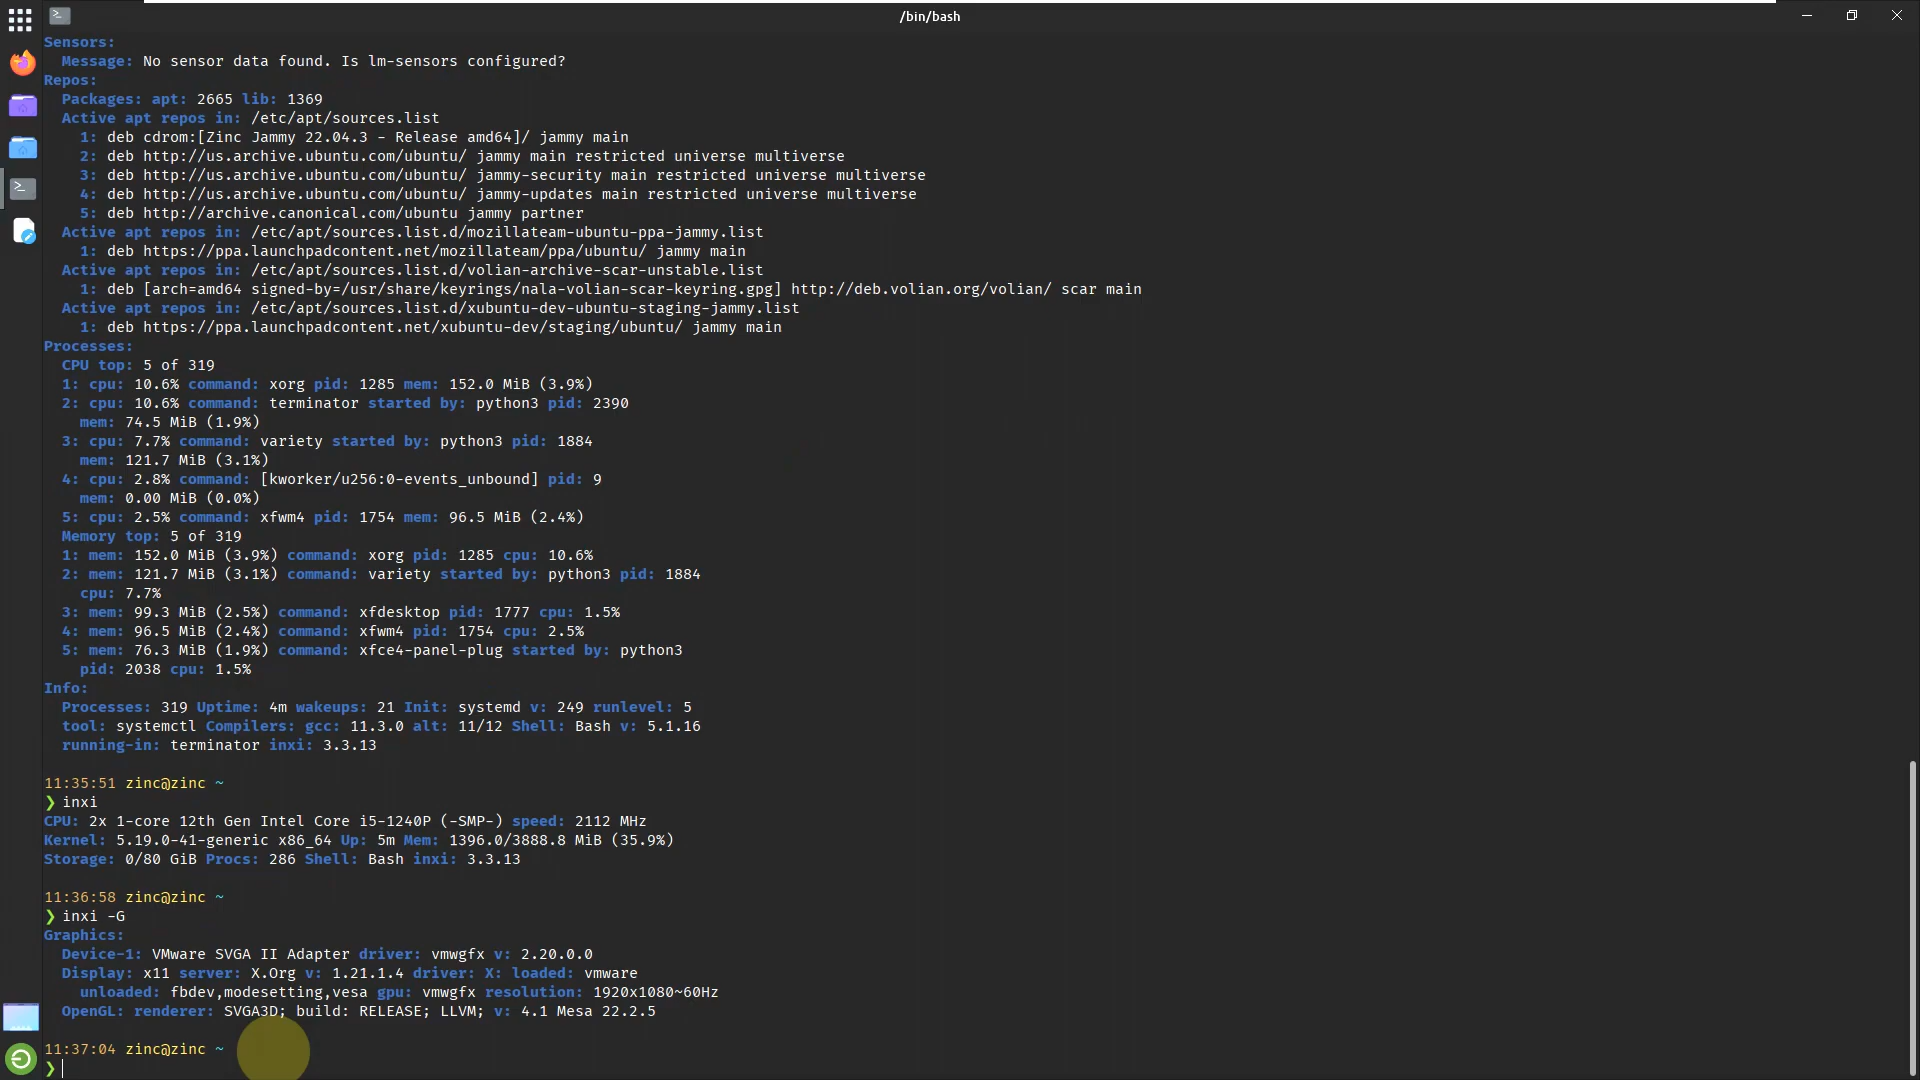 /bin/bash
Sensors:
Message: No sensor data found. Is lm-sensors configured?
Repos:
Packages: apt: 2665 lib: 1369
Active apt repos in: /etc/apt/sources.list
1: deb cdrom:[Zinc Jammy 22.04.3 - Release amd64]/ jammy main
2: deb http://us.archive.ubuntu.com/ubuntu/ jammy main restricted universe multiverse
3: deb http://us.archive.ubuntu.com/ubuntu/ jammy-security main restricted universe multiverse
4: deb http://us.archive.ubuntu.com/ubuntu/ jammy-updates main restricted universe multiverse
5: deb http://archive.canonical.com/ubuntu jammy partner
Active apt repos in: /etc/apt/sources.list.d/mozillateam-ubuntu-ppa-jammy.list
1: deb https://ppa.launchpadcontent.net/mozillateam/ppa/ubuntu/ jammy main
Active apt repos in: /etc/apt/sources.list.d/volian-archive-scar-unstable.list
1: deb [arch=amd64 signed-by=/usr/share/keyrings/nala-volian-scar-keyring.gpg] http://deb.volian.org/volian/ scar main
Active apt repos in: /etc/apt/sources.list.d/xubuntu-dev-ubuntu-staging-jammy.list
1: deb https://ppa.launchpadcontent.net/xubuntu-dev/staging/ubuntu/ jammy main
Processes:
CPU top: 5 of 319
1: cpu: 10.6% command: xorg pid: 1285 mem: 152.0 MiB (3.9%)
2: cpu: 10.6% command: terminator started by: python3 pid: 2390
mem: 74.5 MiB (1.9%)
3: cpu: 7.7% command: variety started by: python3 pid: 1884
mem: 121.7 MiB (3.1%)
4: cpu: 2.8% command: [kworker/u256:0-events_unbound] pid: 9
mem: 0.00 MiB (0.0%)
5: cpu: 2.5% command: xfwm4 pid: 1754 mem: 96.5 MiB (2.4%)
Memory top: 5 of 319
1: mem: 152.0 MiB (3.9%) command: xorg pid: 1285 cpu: 10.6%
2: mem: 121.7 MiB (3.1%) command: variety started by: python3 pid: 1884
cpu: 7.7%
3: mem: 99.3 MiB (2.5%) command: xfdesktop pid: 1777 cpu: 1.5%
4: mem: 96.5 MiB (2.4%) command: xfwm4 pid: 1754 cpu: 2.5%
5: mem: 76.3 MiB (1.9%) command: xfce4-panel-plug started by: python3
pid: 2038 cpu: 1.5%
Info:
Processes: 319 Uptime: 4m wakeups: 21 Init: systemd v: 249 runlevel: 5
tool: systemctl Compilers: gcc: 11.3.0 alt: 11/12 Shell: Bash v: 5.1.16
running-in: terminator inxi: 3.3.13
11:35:51 zinc@zinc ~
❯ inxi
CPU: 2x 1-core 12th Gen Intel Core i5-1240P (-SMP-) speed: 2112 MHz
Kernel: 5.19.0-41-generic x86_64 Up: 5m Mem: 1396.0/3888.8 MiB (35.9%)
Storage: 0/80 GiB Procs: 286 Shell: Bash inxi: 3.3.13
11:36:58 zinc@zinc ~
❯ inxi -G
Graphics:
Device-1: VMware SVGA II Adapter driver: vmwgfx v: 2.20.0.0
Display: x11 server: X.Org v: 1.21.1.4 driver: X: loaded: vmware
unloaded: fbdev,modesetting,vesa gpu: vmwgfx resolution: 1920x1080~60Hz
OpenGL: renderer: SVGA3D; build: RELEASE; LLVM; v: 4.1 Mesa 22.2.5
11:37:04 zinc@zinc ~
❯